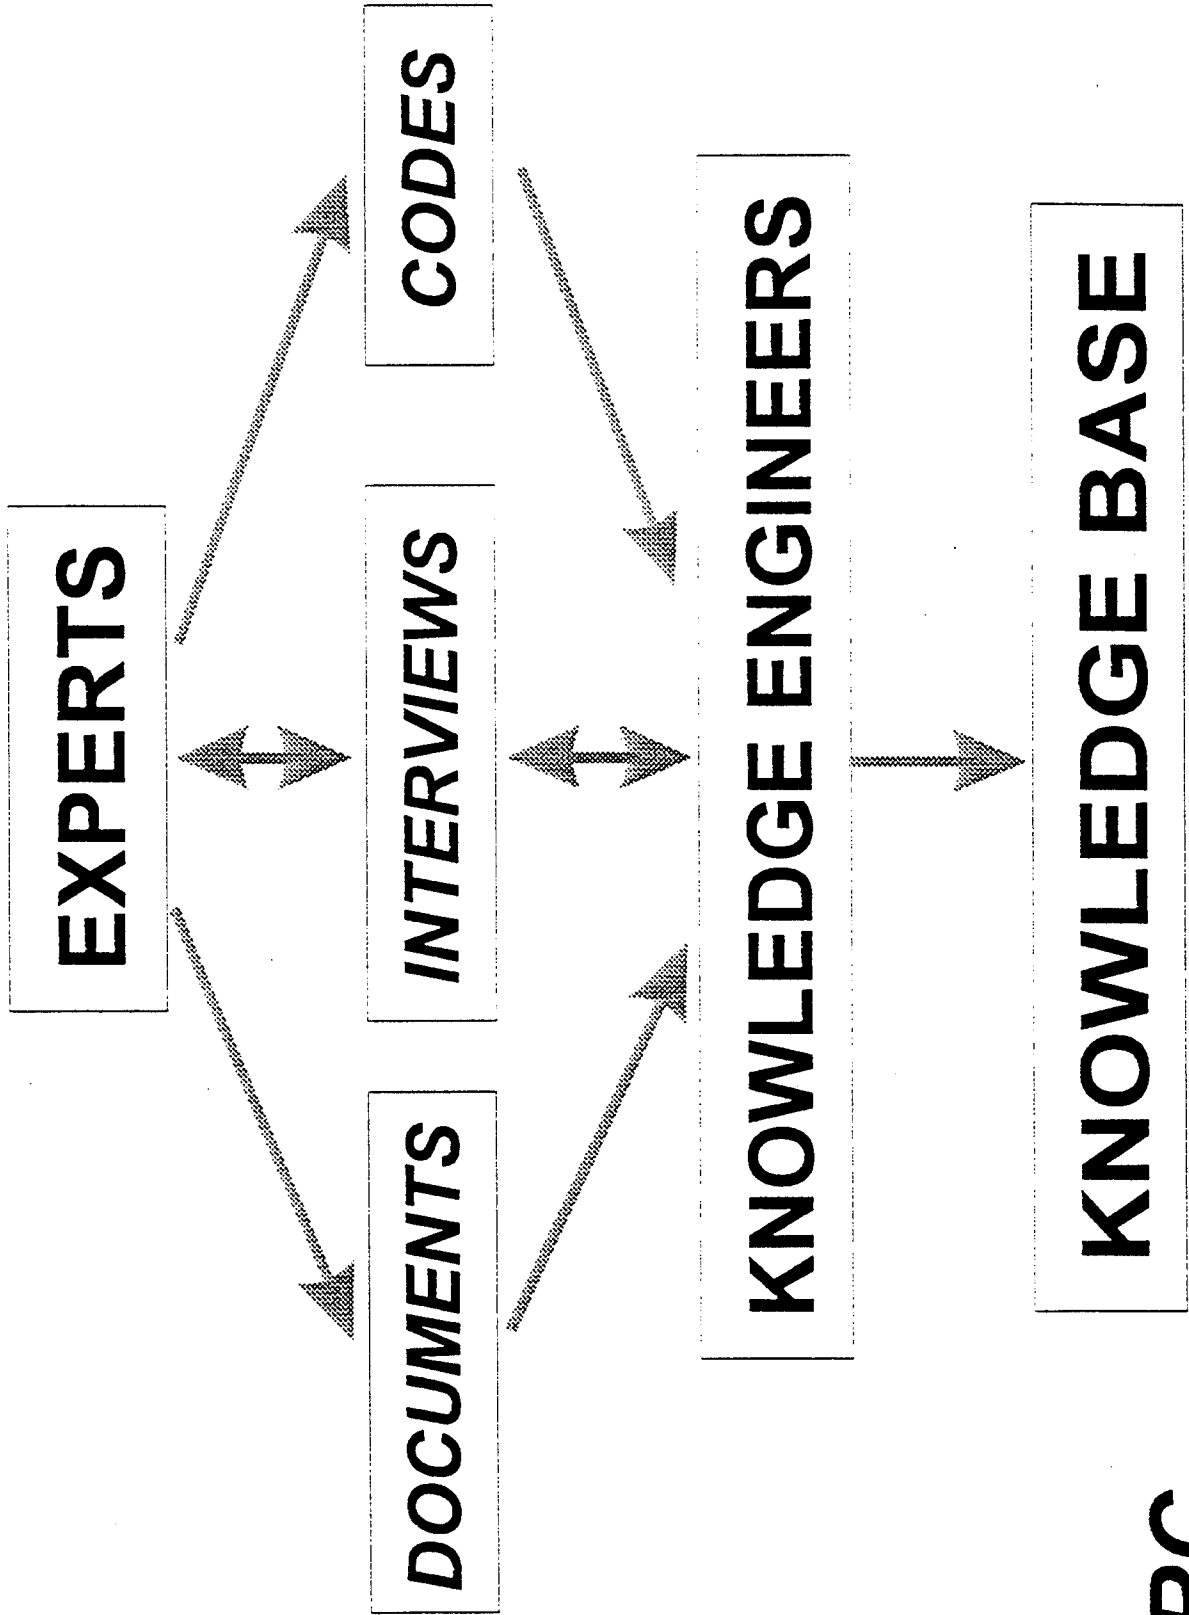 EXPERTS
DOCUMENTS
INTERVIEWS
CODES
KNOWLEDGE ENGINEERS
KNOWLEDGE BASE